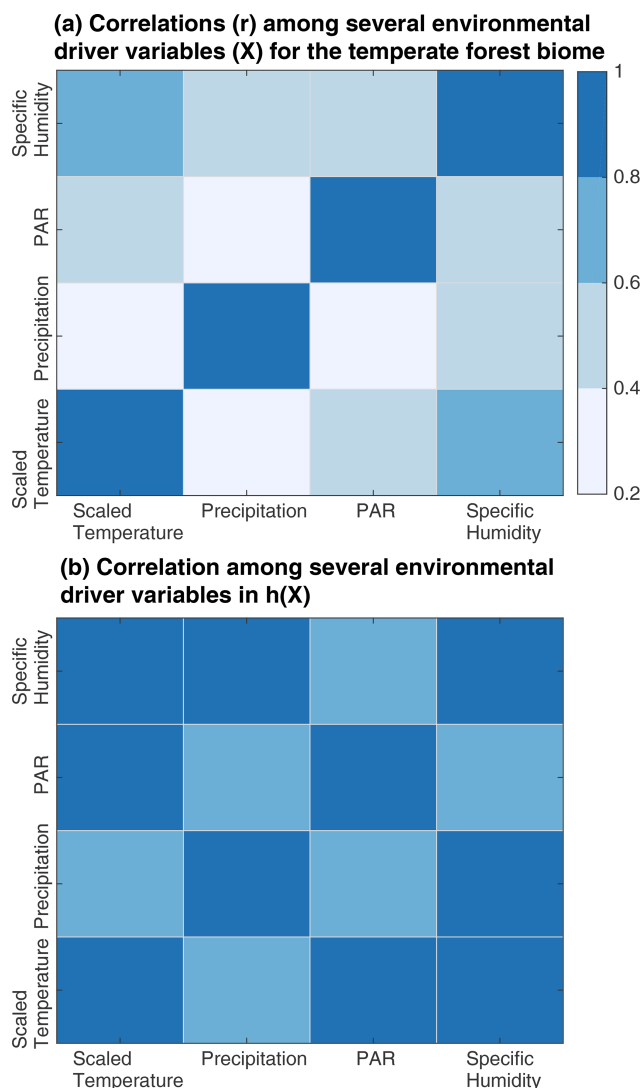 (a) Correlations (r) among several environmental
driver variables (X) for the temperate forest biome
Specific
Humidity
PAR
Precipitation
Scaled
Temperature
1
0.8
0.6
0.4
0.2
Scaled
Temperature
Precipitation
PAR
Specific
Humidity
(b) Correlation among several environmental
driver variables in h(X)
Specific
Humidity
PAR
Precipitation
Scaled
Temperature
Scaled
Temperature
Precipitation
PAR
Specific
Humidity